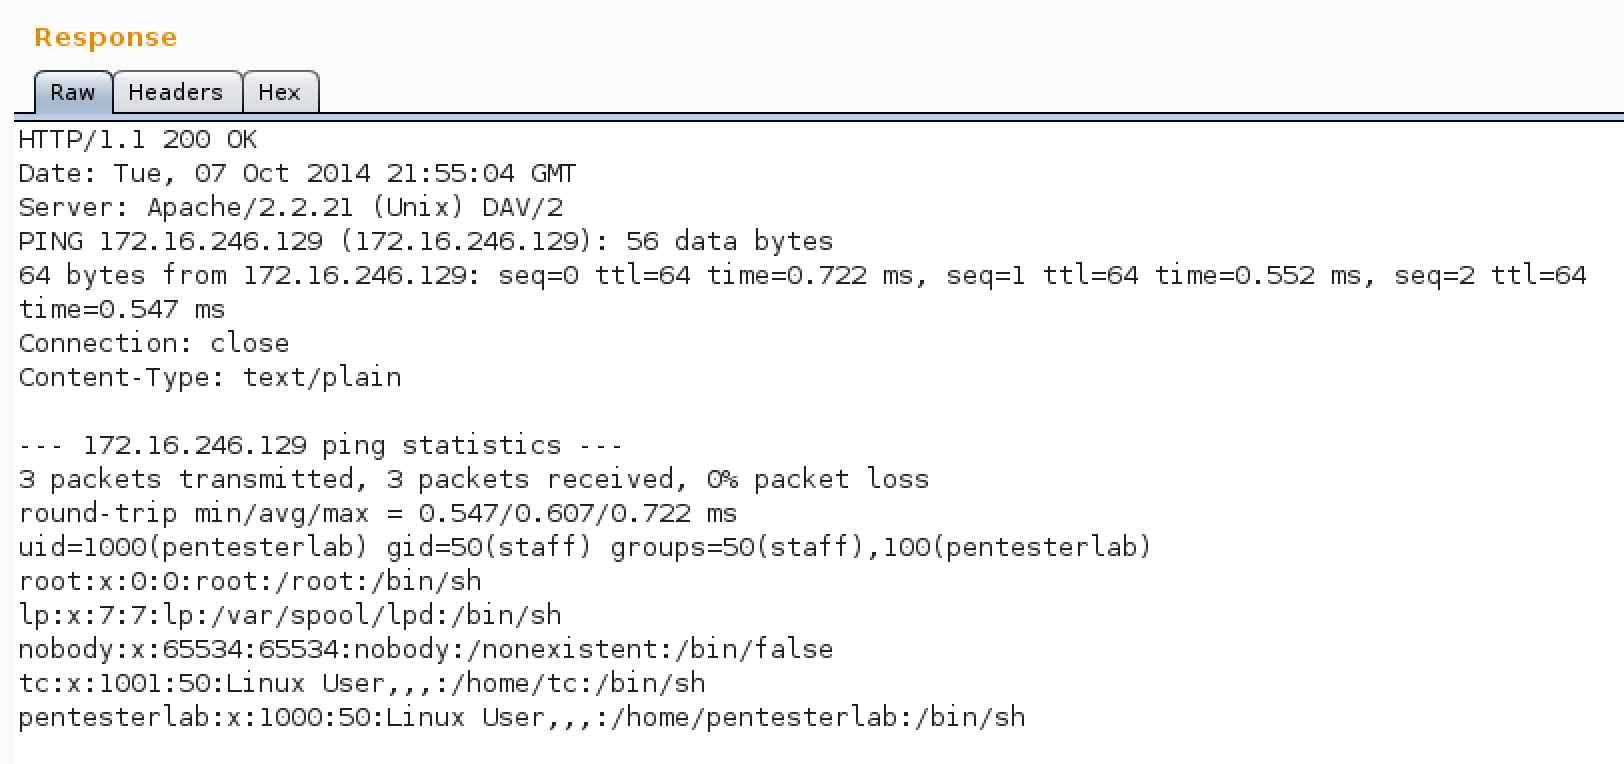 Response
Raw Headers Hex
HTTP/1.1 200 OK
Date: Tue, 07 Oct 2014 21:55:04 GMT
Server: Apache/2.2.21 (Unix) DAV/2
PING 172.16.246.129 (172.16.246.129): 56 data bytes
64 bytes from 172.16.246.129: seq=0 ttl=64 time=0.722 ms, seq=1 ttl=64 time=0.552 ms, seq=2 ttl=64
time=0.547 ms
Connection: close
Content-Type: text/plain

--- 172.16.246.129 ping statistics ---
3 packets transmitted, 3 packets received, 0% packet loss
round-trip min/avg/max = 0.547/0.607/0.722 ms
uid=1000(pentesterlab) gid=50(staff) groups=50(staff),100(pentesterlab)
root:x:0:0:root:/root:/bin/sh
lp:x:7:7:lp:/var/spool/lpd:/bin/sh
nobody:x:65534:65534:nobody:/nonexistent:/bin/false
tc:x:1001:50:Linux User,,,:/home/tc:/bin/sh
pentesterlab:x:1000:50:Linux User,,,:/home/pentesterlab:/bin/sh